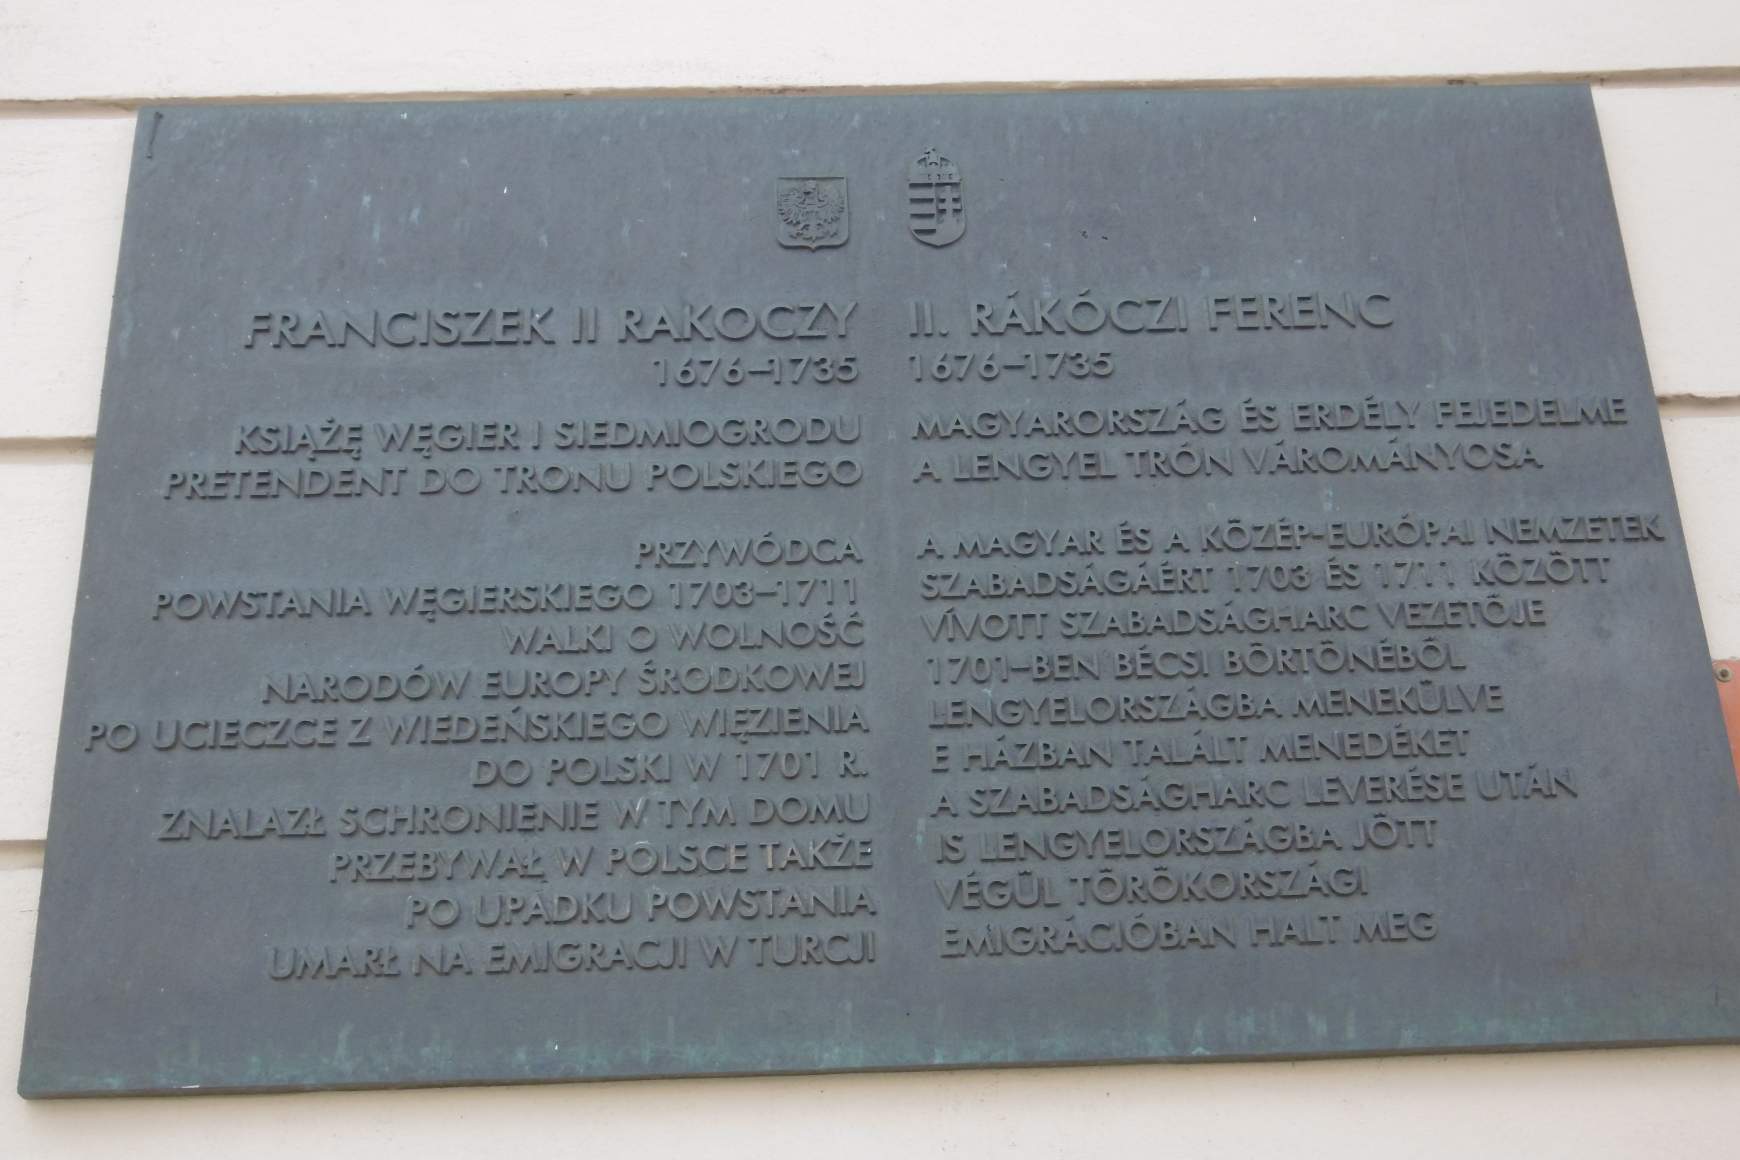 FRANCISZEK II RAKOCZY
1676–1735
KSIĄŻĘ WĘGIER I SIEDMIOGRODU
PRETENDENT DO TRONU POLSKIEGO
PRZYWÓDCA
POWSTANIA WĘGIERSKIEGO 1703–1711
WALKI O WOLNOŚĆ
NARODÓW EUROPY ŚRODKOWEJ
PO UCIECZCE Z WIEDEŃSKIEGO WIĘZIENIA
DO POLSKI W 1701 R.
ZNALAZŁ SCHRONIENIE W TYM DOMU
PRZEBYWAŁ W POLSCE TAKŻE
PO UPADKU POWSTANIA
UMARŁ NA EMIGRACJI W TURCJI
II. RÁKÓCZI FERENC
1676–1735
MAGYARORSZÁG ÉS ERDÉLY FEJEDELME
A LENGYEL TRÓN VÁROMÁNYOSA
A MAGYAR ÉS A KÖZÉP-EURÓPAI NEMZETEK
SZABADSÁGÁÉRT 1703 ÉS 1711 KÖZÖTT
VÍVOTT SZABADSÁGHARC VEZETŐJE
1701–BEN BÉCSI BÖRTÖNÉBŐL
LENGYELORSZÁGBA MENEKÜLVE
E HÁZBAN TALÁLT MENEDÉKET
A SZABADSÁGHARC LEVERÉSE UTÁN
IS LENGYELORSZÁGBA JÖTT
VÉGÜL TÖRÖKORSZÁGI
EMIGRÁCIÓBAN HALT MEG